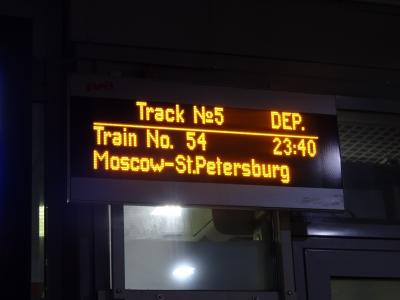 Track №5 DEP.
Train No. 54 23:40
Moscow-St.Petersburg